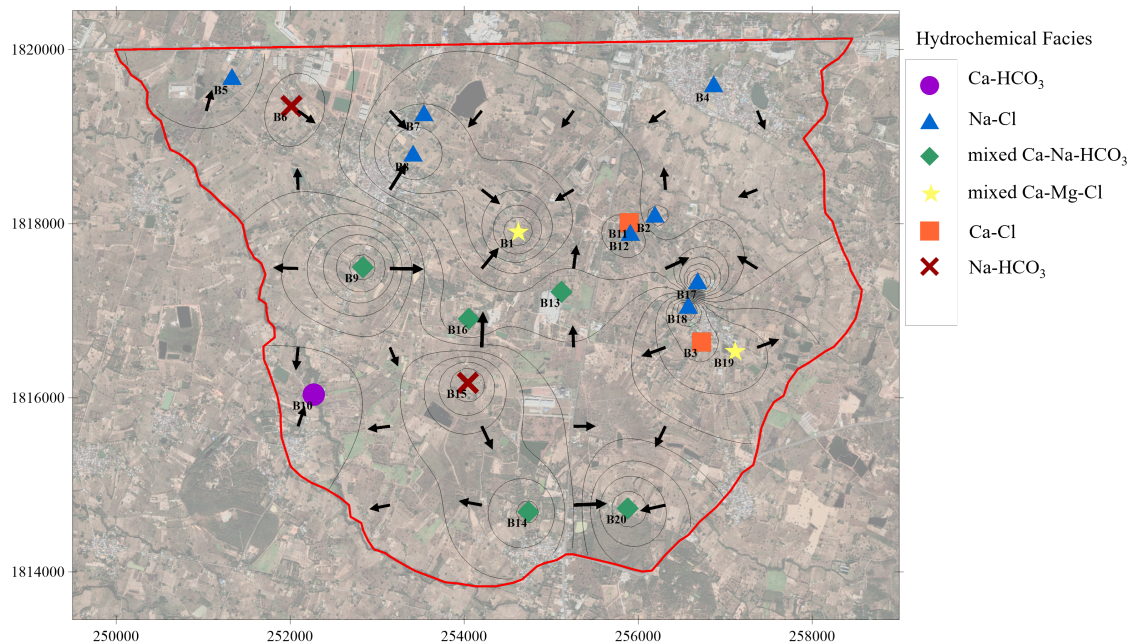 1820000
1818000
1816000
1814000
250000
252000
254000
256000
258000
B5
B6
B7
B8
B4
B1
B11
B12
B2
B9
B13
B16
B17
B18
B3
B19
B15
B10
B14
B20
Hydrochemical Facies
Ca-HCO₃
Na-Cl
mixed Ca-Na-HCO₃
mixed Ca-Mg-Cl
Ca-Cl
Na-HCO₃